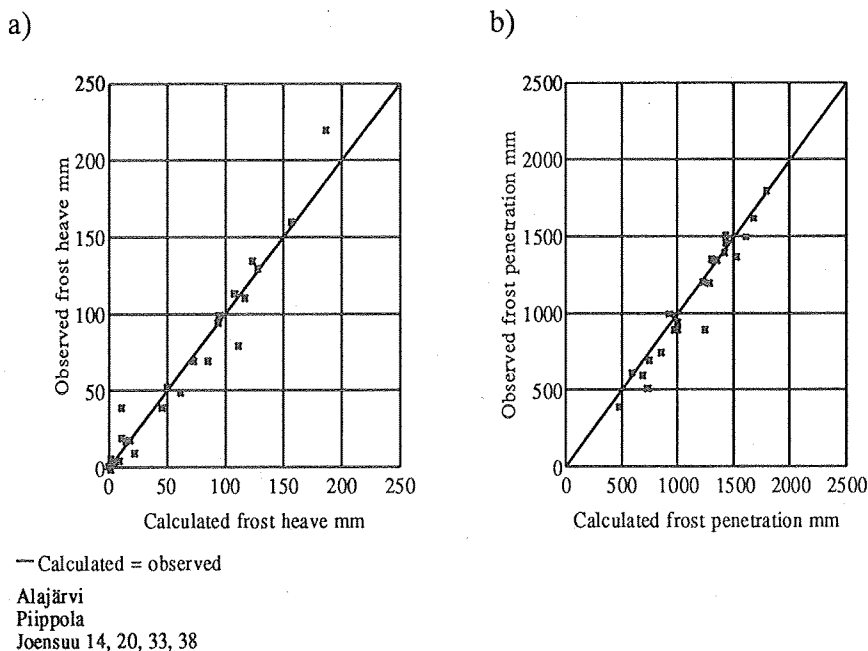 a)
b)
250
200
150
100
50
0
Observed frost heave mm
0 50 100 150 200 250
Calculated frost heave mm
2500
2000
1500
1000
500
0
Observed frost penetration mm
0 500 1000 1500 2000 2500
Calculated frost penetration mm
— Calculated = observed
Alajärvi
Piippola
Joensuu 14, 20, 33, 38